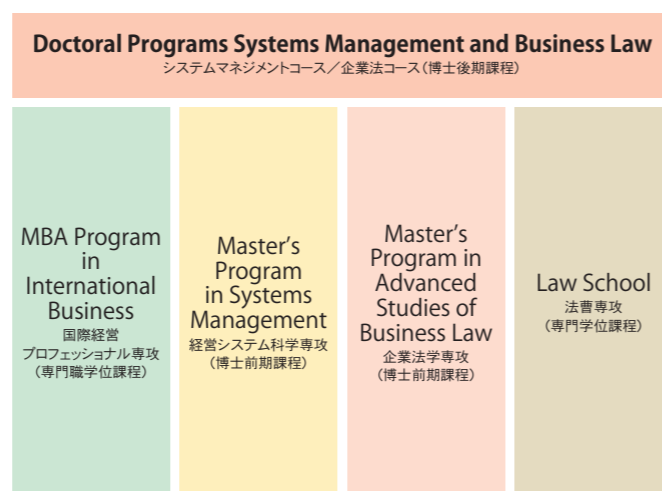 Doctoral Programs Systems Management and Business Law
システムマネジメントコース／企業法コース（博士後期課程）
MBA Program
in
International
Business
国際経営
プロフェッショナル専攻
（専門職学位課程）
Master’s
Program
in Systems
Management
経営システム科学専攻
（博士前期課程）
Master’s
Program in
Advanced
Studies of
Business Law
企業法学専攻
（博士前期課程）
Law School
法曹専攻
（専門学位課程）